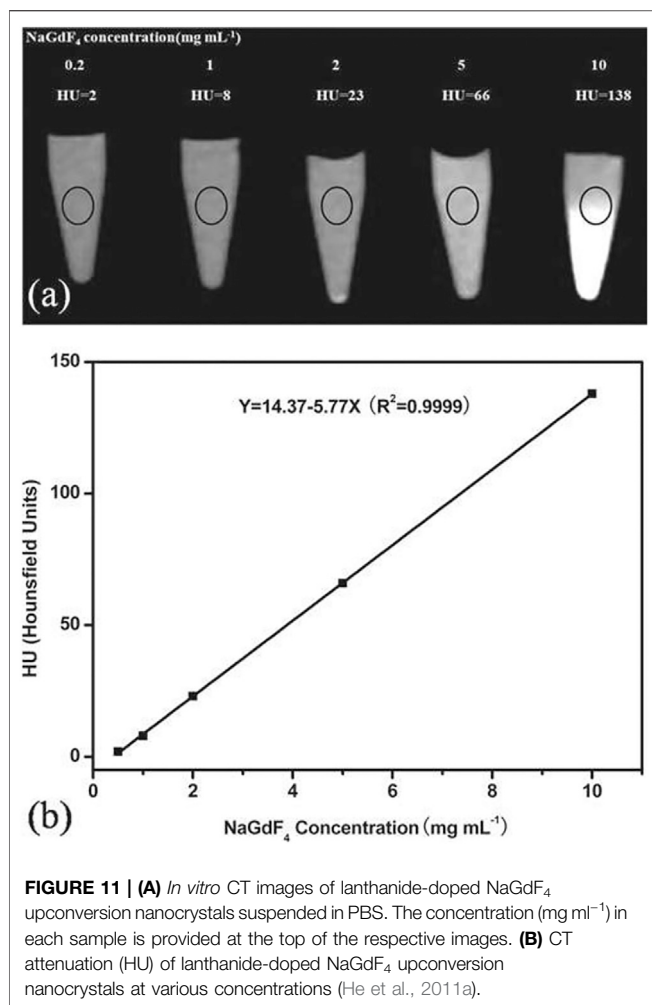 NaGdF₄ concentration(mg mL⁻¹)
0.2 1 2 5 10
HU=2 HU=8 HU=23 HU=66 HU=138
(a)
150
Y=14.37-5.77X (R²=0.9999)
100
HU (Hounsfield Units)
50
0
0 2 4 6 8 10
(b)
NaGdF₄ Concentration (mg mL⁻¹)
FIGURE 11 | (A) In vitro CT images of lanthanide-doped NaGdF₄
upconversion nanocrystals suspended in PBS. The concentration (mg ml⁻¹) in
each sample is provided at the top of the respective images. (B) CT
attenuation (HU) of lanthanide-doped NaGdF₄ upconversion
nanocrystals at various concentrations (He et al., 2011a).